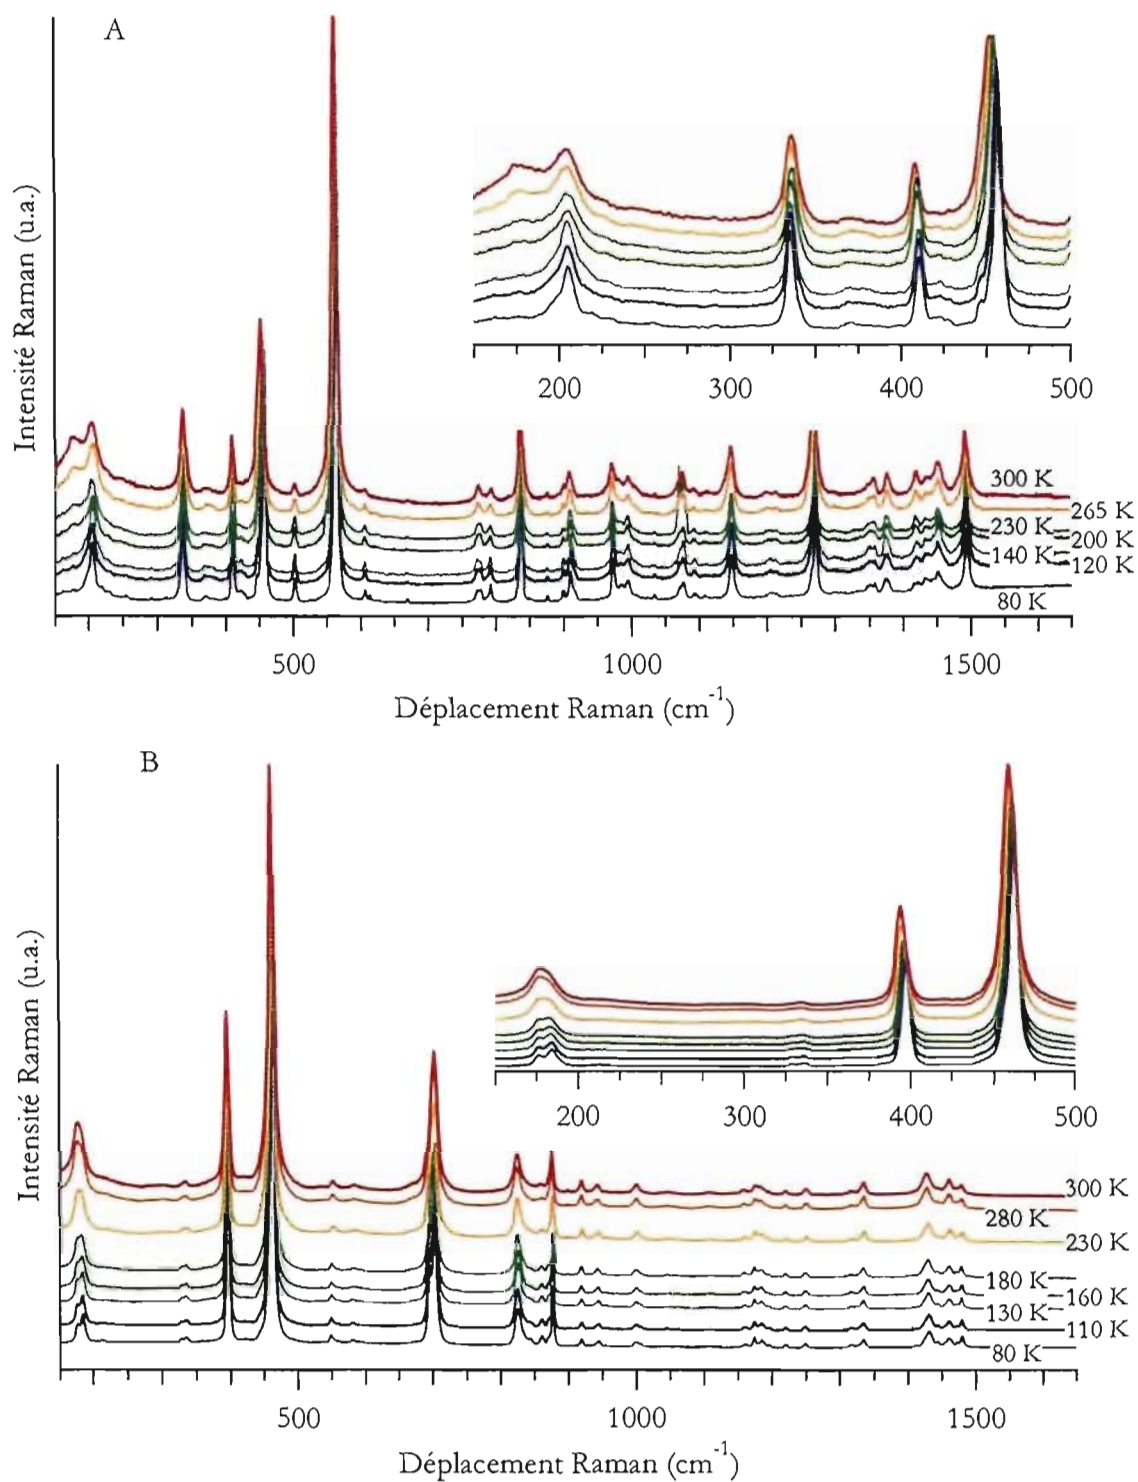 A
Intensité Raman (u.a.)
200
300
400
500
300 K
265 K
230 K
200 K
140 K
120 K
80 K
500
1000
1500
Déplacement Raman (cm⁻¹)
B
Intensité Raman (u.a.)
200
300
400
500
300 K
280 K
230 K
180 K
160 K
130 K
110 K
80 K
500
1000
1500
Déplacement Raman (cm⁻¹)